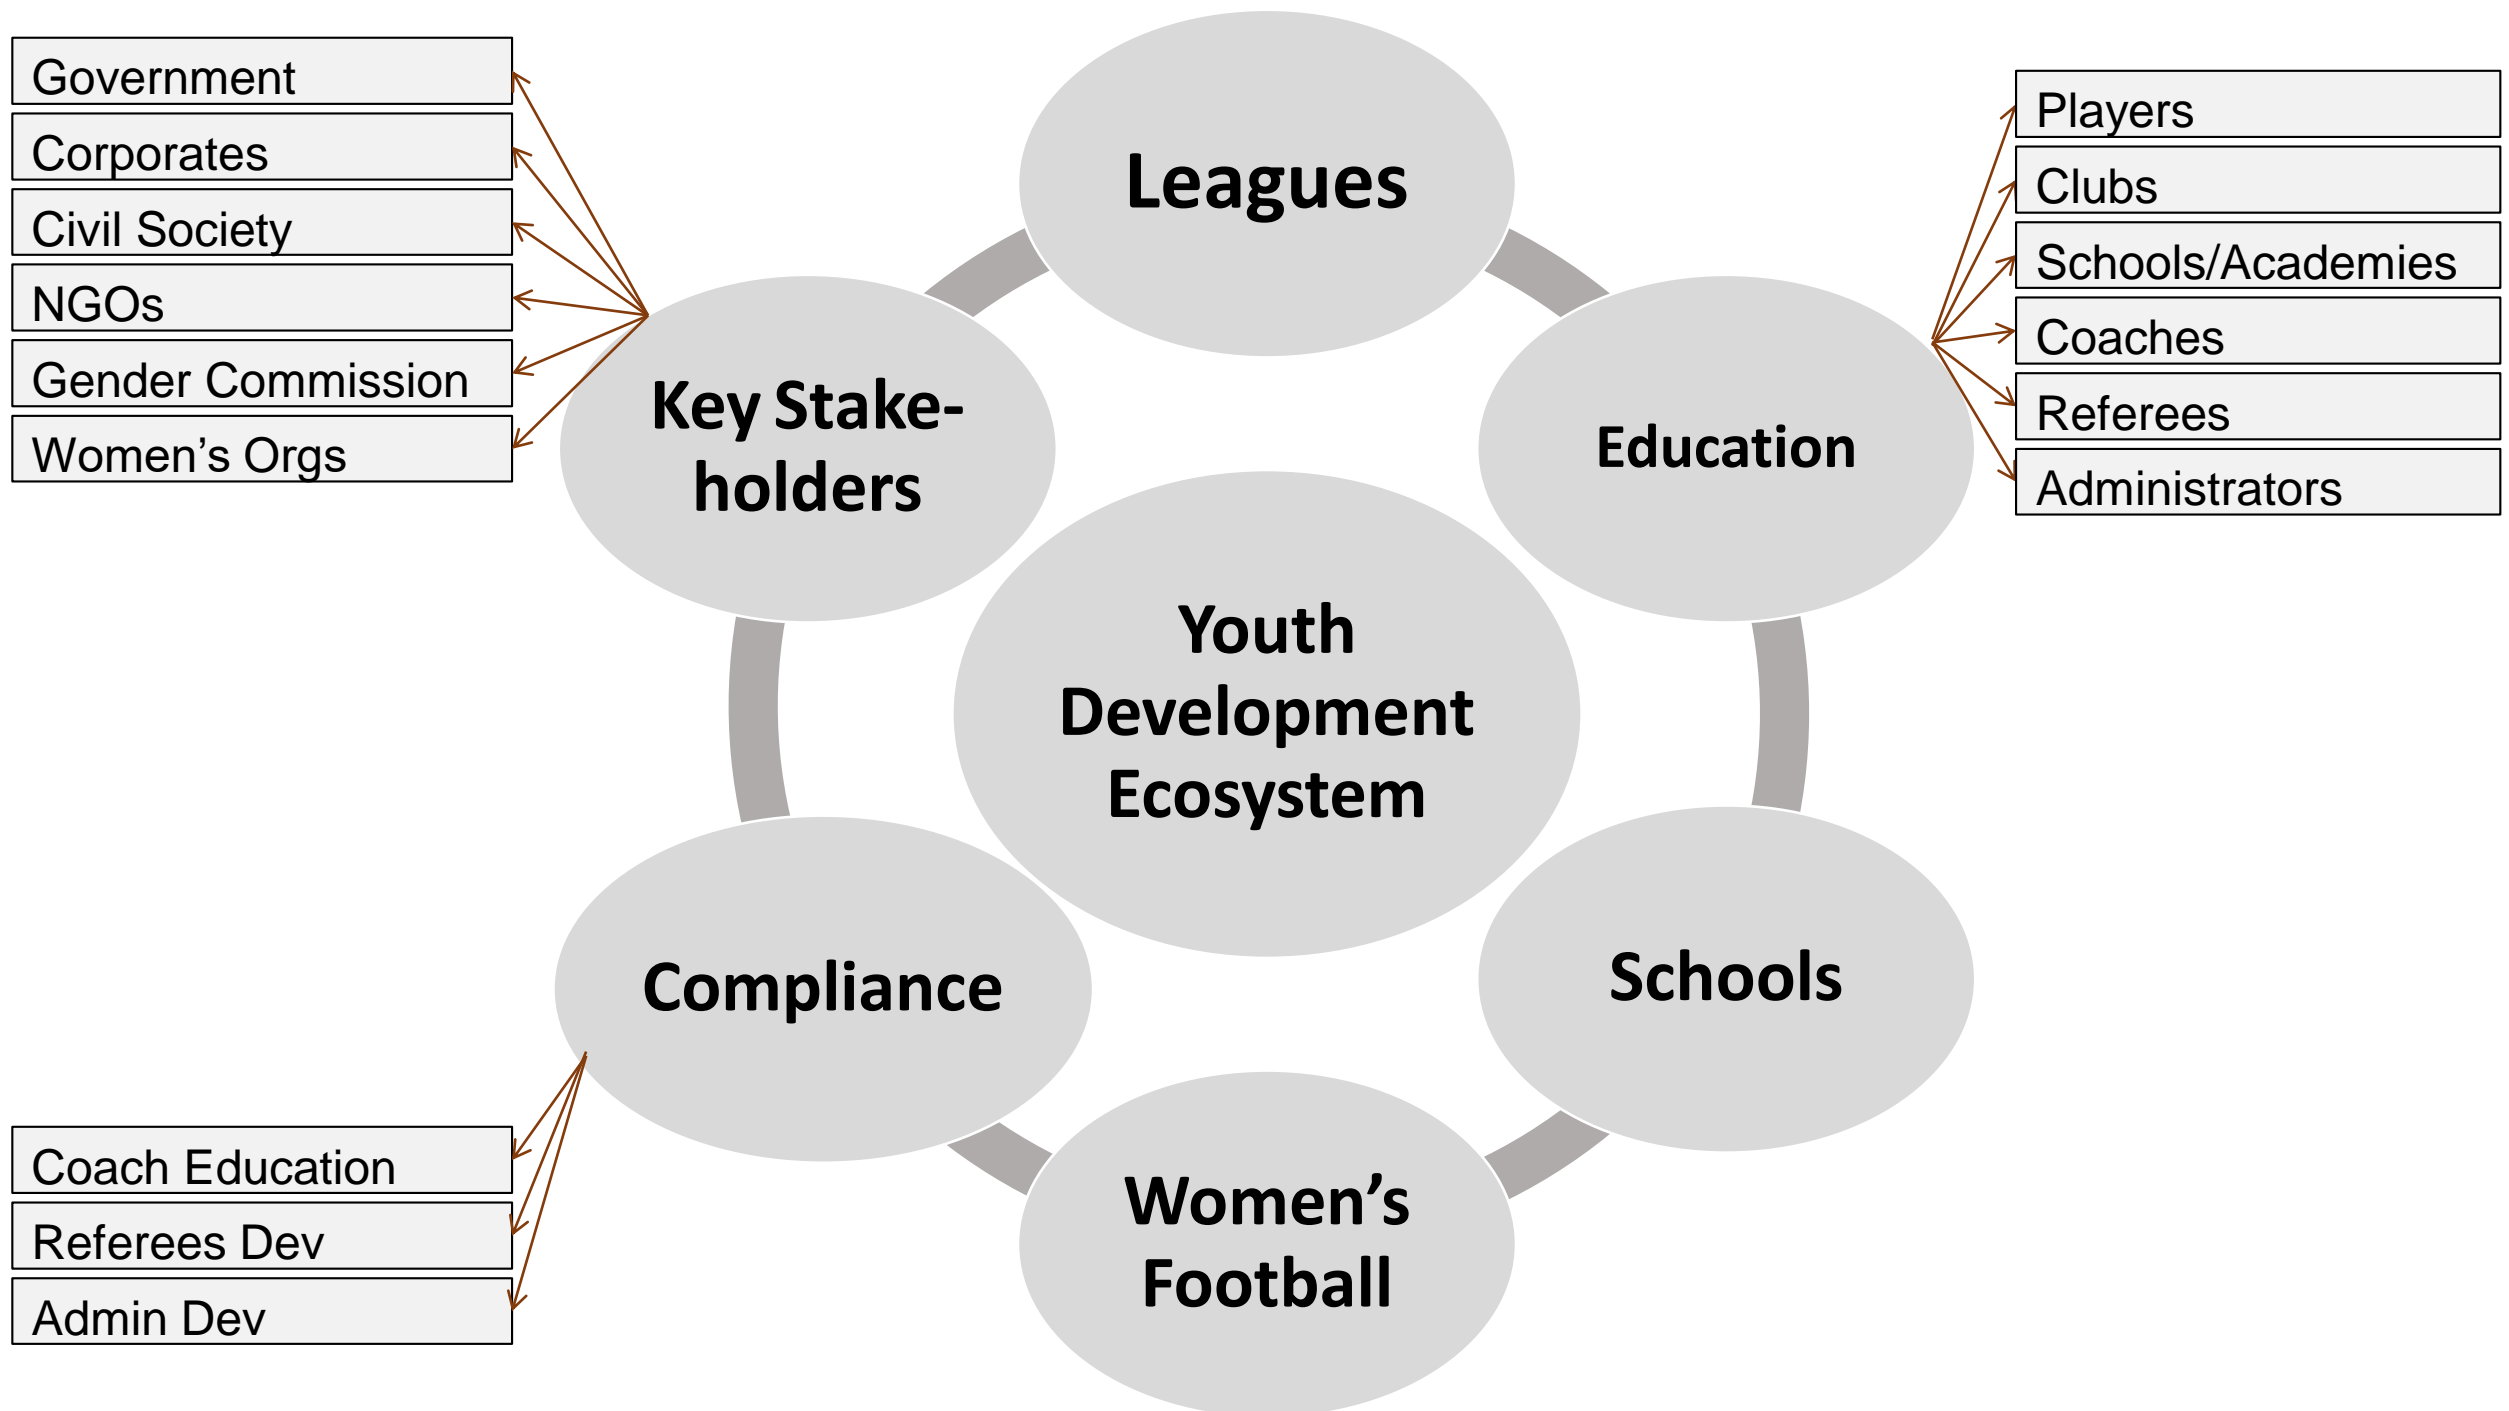 Government
Corporates
Civil Society
NGOs
Gender Commission
Women’s Orgs
Leagues
Players
Clubs
Schools/Academies
Coaches
Referees
Administrators
Key Stake-
holders
Education
Youth
Development
Ecosystem
Compliance
Schools
Women’s
Football
Coach Education
Referees Dev
Admin Dev